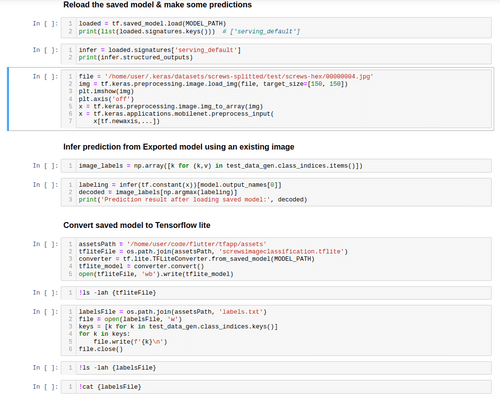 Reload the saved model & make some predictions
In [ ]: 1 loaded = tf.saved_model.load(MODEL_PATH)
2 print(list(loaded.signatures.keys())) # ['serving_default']
In [ ]: 1 infer = loaded.signatures['serving_default']
2 print(infer.structured_outputs)
In [ ]: 1 file = '/home/user/.keras/datasets/screws-splitted/test/screws-hex/00000004.jpg'
2 img = tf.keras.preprocessing.image.load_img(file, target_size=[150, 150])
3 plt.imshow(img)
4 plt.axis('off')
5 x = tf.keras.preprocessing.image.img_to_array(img)
6 x = tf.keras.applications.mobilenet.preprocess_input(
7 x[tf.newaxis,...])
Infer prediction from Exported model using an existing image
In [ ]: 1 image_labels = np.array([k for (k,v) in test_data_gen.class_indices.items()])
In [ ]: 1 labeling = infer(tf.constant(x))[model.output_names[0]]
2 decoded = image_labels[np.argmax(labeling)]
3 print('Prediction result after loading saved model:', decoded)
Convert saved model to Tensorflow lite
In [ ]: 1 assetsPath = '/home/user/code/flutter/tfapp/assets'
2 tfliteFile = os.path.join(assetsPath, 'screwsimageclassification.tflite')
3 converter = tf.lite.TFLiteConverter.from_saved_model(MODEL_PATH)
4 tflite_model = converter.convert()
5 open(tfliteFile, 'wb').write(tflite_model)
In [ ]: 1 !ls -lah {tfliteFile}
In [ ]: 1 labelsFile = os.path.join(assetsPath, 'labels.txt')
2 file = open(labelsFile, 'w')
3 keys = [k for k in test_data_gen.class_indices.keys()]
4 for k in keys:
5 file.write(f'{k}\n')
6 file.close()
In [ ]: 1 !ls -lah {labelsFile}
In [ ]: 1 !cat {labelsFile}